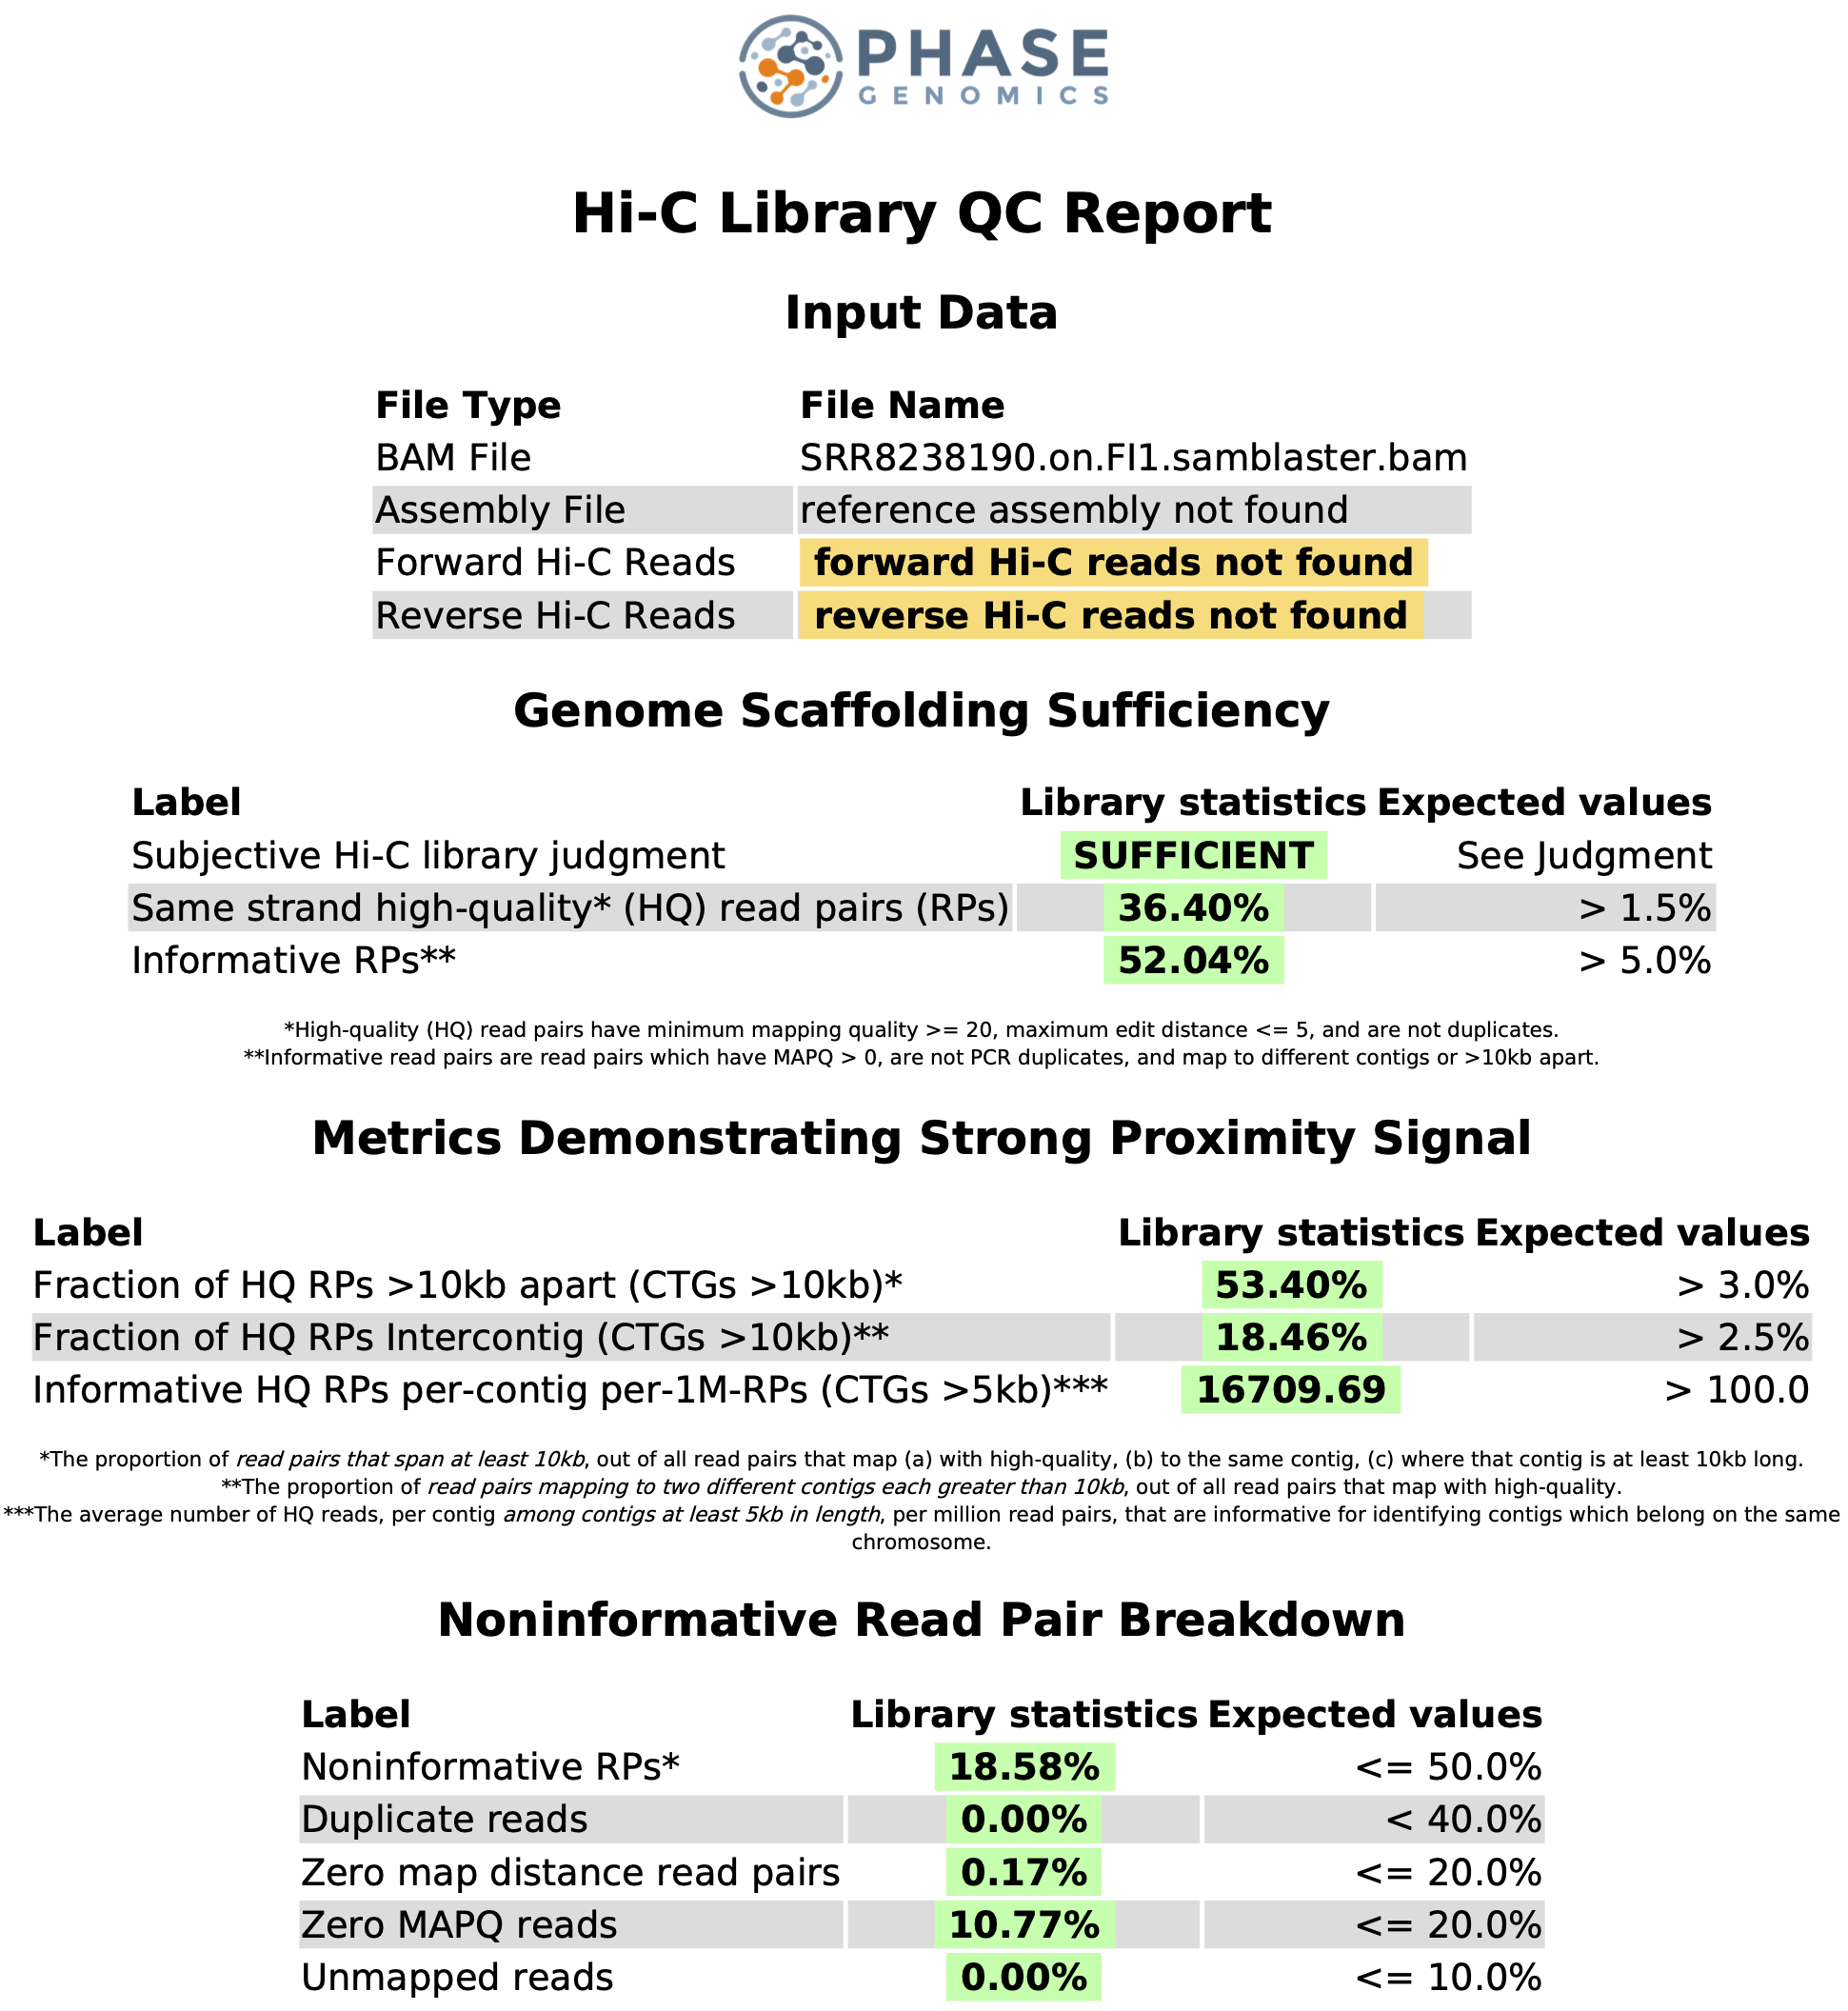 PHASE
GENOMICS
Hi-C Library QC Report
Input Data
File Type File Name
BAM File SRR8238190.on.FI1.samblaster.bam
Assembly File reference assembly not found
Forward Hi-C Reads forward Hi-C reads not found
Reverse Hi-C Reads reverse Hi-C reads not found
Genome Scaffolding Sufficiency
Label Library statistics Expected values
Subjective Hi-C library judgment SUFFICIENT See Judgment
Same strand high-quality* (HQ) read pairs (RPs) 36.40% > 1.5%
Informative RPs** 52.04% > 5.0%
*High-quality (HQ) read pairs have minimum mapping quality >= 20, maximum edit distance <= 5, and are not duplicates.
**Informative read pairs are read pairs which have MAPQ > 0, are not PCR duplicates, and map to different contigs or >10kb apart.
Metrics Demonstrating Strong Proximity Signal
Label Library statistics Expected values
Fraction of HQ RPs >10kb apart (CTGs >10kb)* 53.40% > 3.0%
Fraction of HQ RPs Intercontig (CTGs >10kb)** 18.46% > 2.5%
Informative HQ RPs per-contig per-1M-RPs (CTGs >5kb)*** 16709.69 > 100.0
*The proportion of read pairs that span at least 10kb, out of all read pairs that map (a) with high-quality, (b) to the same contig, (c) where that contig is at least 10kb long.
**The proportion of read pairs mapping to two different contigs each greater than 10kb, out of all read pairs that map with high-quality.
***The average number of HQ reads, per contig among contigs at least 5kb in length, per million read pairs, that are informative for identifying contigs which belong on the same
chromosome.
Noninformative Read Pair Breakdown
Label Library statistics Expected values
Noninformative RPs* 18.58% <= 50.0%
Duplicate reads 0.00% < 40.0%
Zero map distance read pairs 0.17% <= 20.0%
Zero MAPQ reads 10.77% <= 20.0%
Unmapped reads 0.00% <= 10.0%